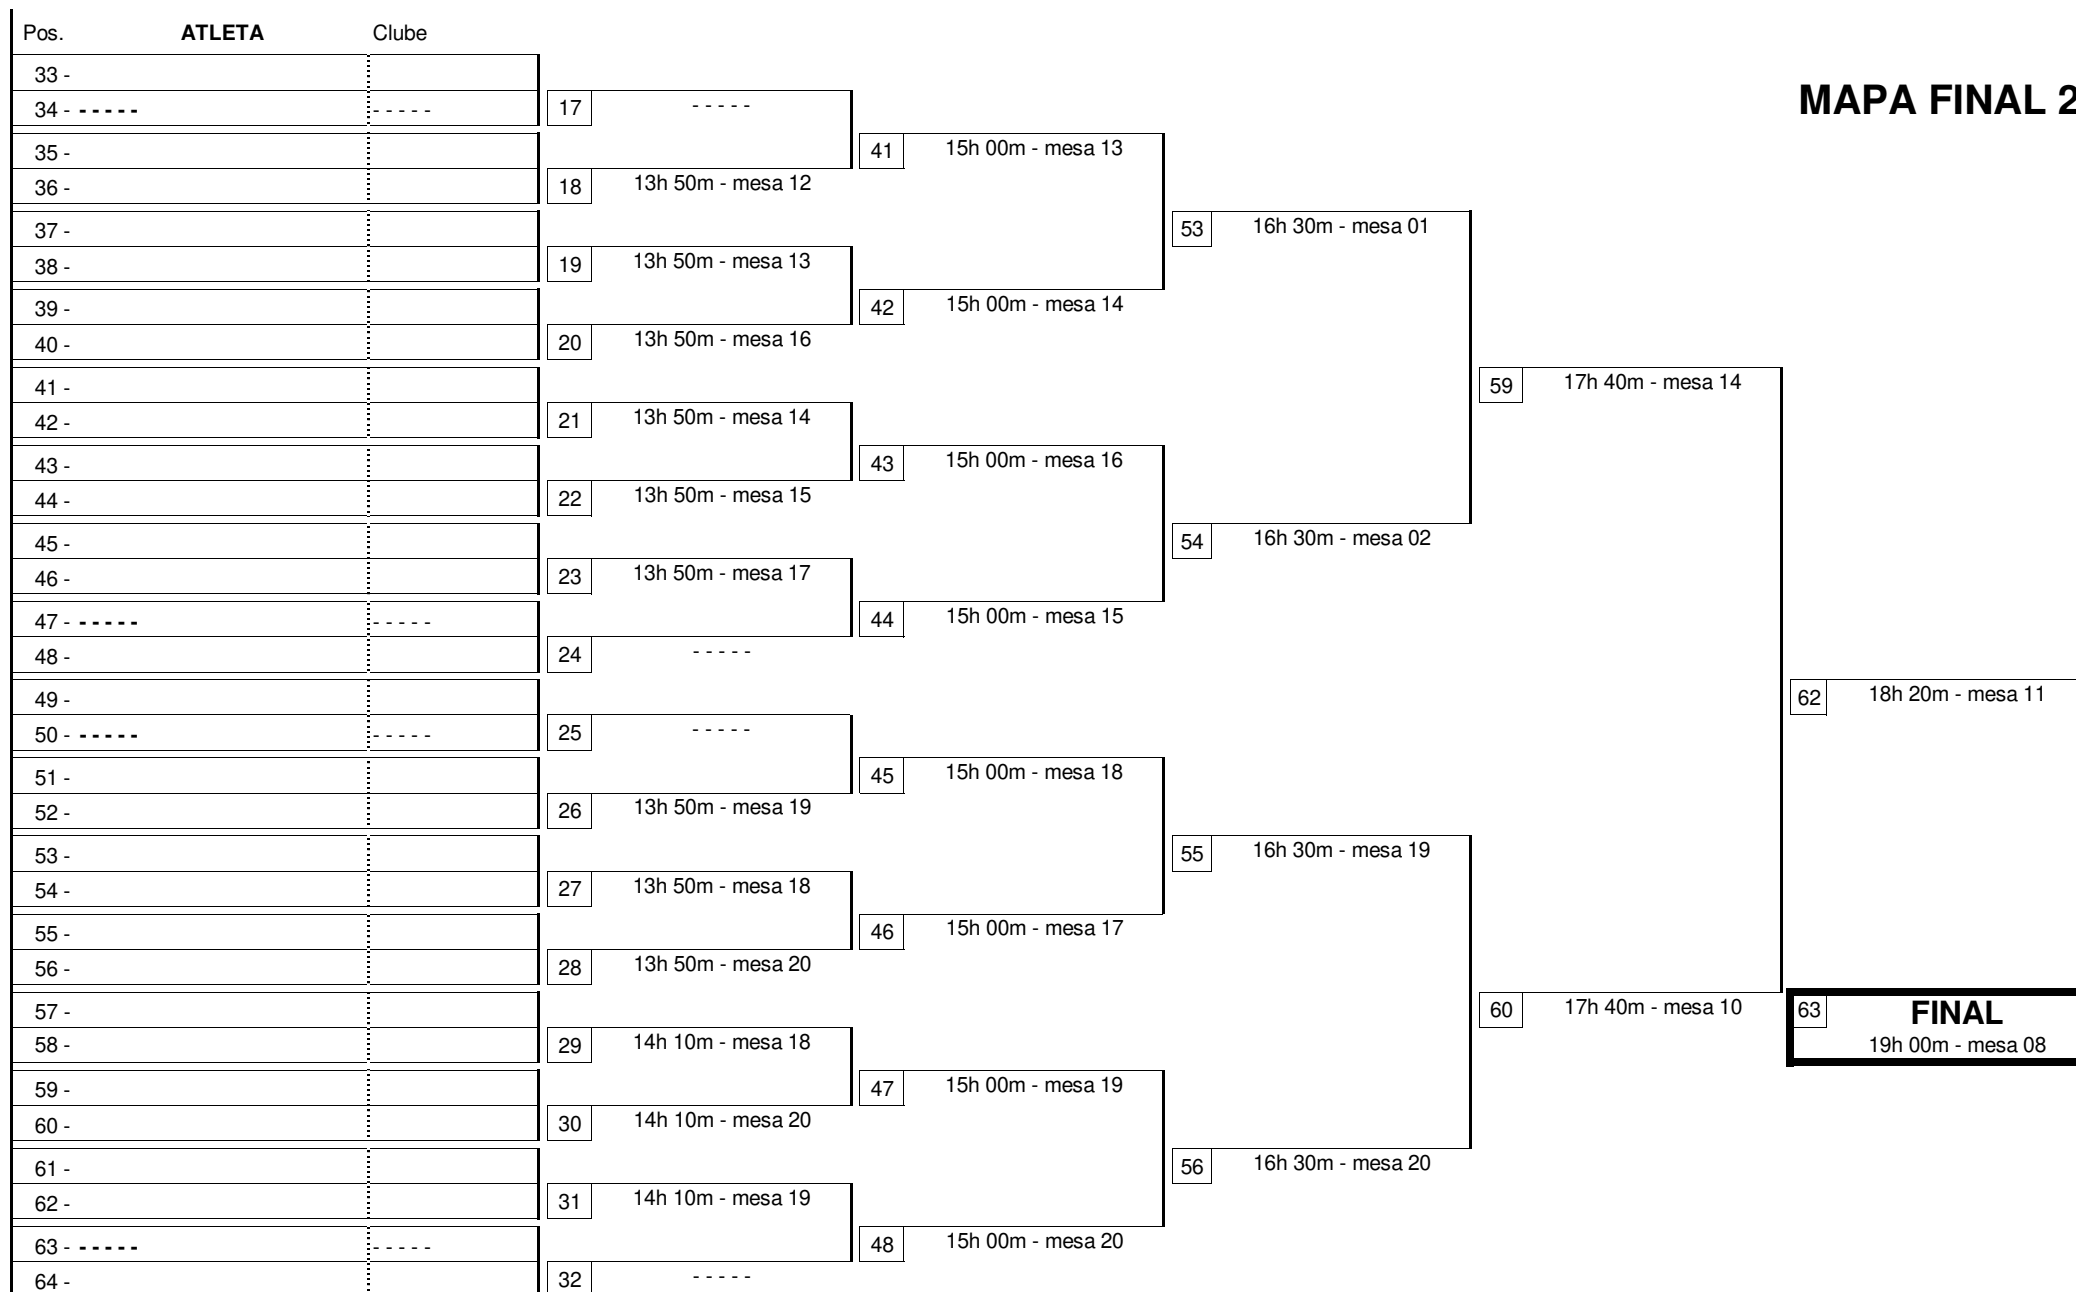 Pos. ATLETA Clube
33 -
MAPA FINAL 2
34 - - - - - - - - - - -
17 - - - - -
35 -
41 15h 00m - mesa 13
36 -
18 13h 50m - mesa 12
37 -
53 16h 30m - mesa 01
38 -
19 13h 50m - mesa 13
39 -
42 15h 00m - mesa 14
40 -
20 13h 50m - mesa 16
41 -
59 17h 40m - mesa 14
42 -
21 13h 50m - mesa 14
43 -
43 15h 00m - mesa 16
44 -
22 13h 50m - mesa 15
45 -
54 16h 30m - mesa 02
46 -
23 13h 50m - mesa 17
47 - - - - - - - - - - -
44 15h 00m - mesa 15
48 -
24 - - - - -
49 -
62 18h 20m - mesa 11
50 - - - - - - - - - - -
25 - - - - -
51 -
45 15h 00m - mesa 18
52 -
26 13h 50m - mesa 19
53 -
55 16h 30m - mesa 19
54 -
27 13h 50m - mesa 18
55 -
46 15h 00m - mesa 17
56 -
28 13h 50m - mesa 20
57 -
60 17h 40m - mesa 10
63 FINAL
58 -
29 14h 10m - mesa 18
19h 00m - mesa 08
59 -
47 15h 00m - mesa 19
60 -
30 14h 10m - mesa 20
61 -
56 16h 30m - mesa 20
62 -
31 14h 10m - mesa 19
63 - - - - - - - - - - -
48 15h 00m - mesa 20
64 -
32 - - - - -